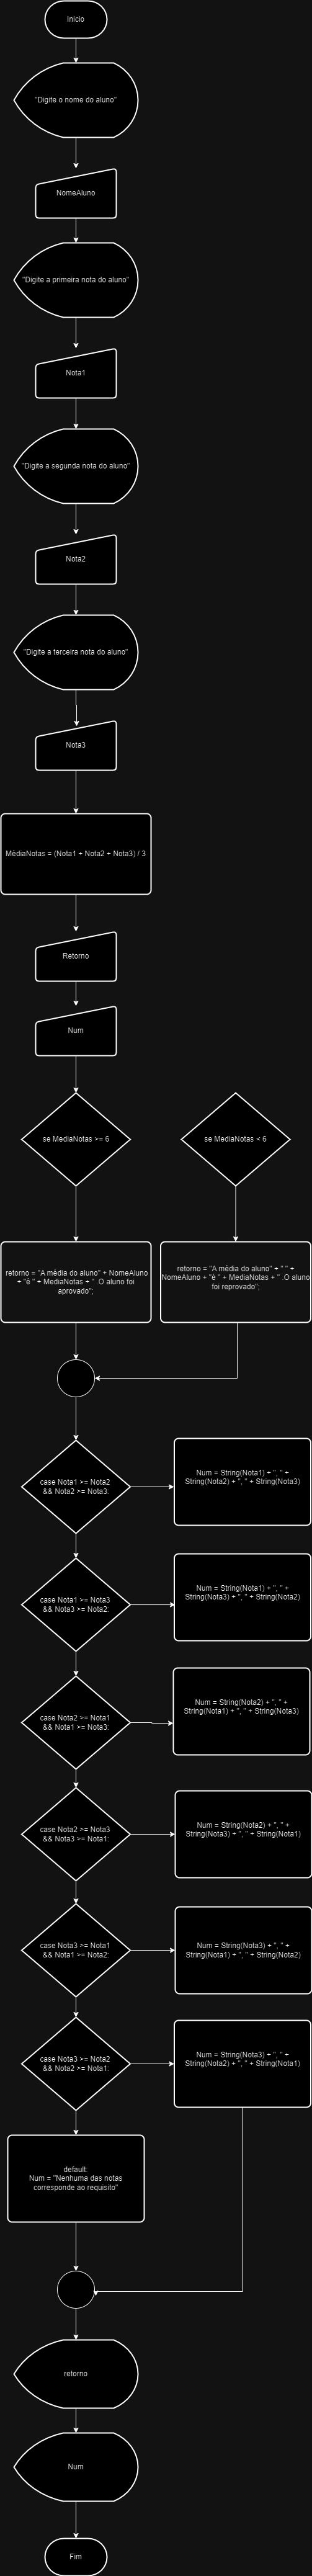 Inicio
"Digite o nome do aluno"
NomeAluno
"Digite a primeira nota do aluno"
Nota1
"Digite a segunda nota do aluno"
Nota2
"Digite a terceira nota do aluno"
Nota3
MédiaNotas = (Nota1 + Nota2 + Nota3) / 3
Retorno
Num
se MediaNotas >= 6
se MediaNotas < 6
retorno = "A média do aluno" + NomeAluno
+ "é " + MediaNotas + " .O aluno foi
aprovado";
retorno = "A média do aluno" + " " +
NomeAluno + "é " + MediaNotas + " .O aluno
foi reprovado";
case Nota1 >= Nota2
&& Nota2 >= Nota3:
Num = String(Nota1) + ", " +
String(Nota2) + ", " + String(Nota3)
case Nota1 >= Nota3
&& Nota3 >= Nota2:
Num = String(Nota1) + ", " +
String(Nota3) + ", " + String(Nota2)
case Nota2 >= Nota1
&& Nota1 >= Nota3:
Num = String(Nota2) + ", " +
String(Nota1) + ", " + String(Nota3)
case Nota2 >= Nota3
&& Nota3 >= Nota1:
Num = String(Nota2) + ", " +
String(Nota3) + ", " + String(Nota1)
case Nota3 >= Nota1
&& Nota1 >= Nota2:
Num = String(Nota3) + ", " +
String(Nota1) + ", " + String(Nota2)
case Nota3 >= Nota2
&& Nota2 >= Nota1:
Num = String(Nota3) + ", " +
String(Nota2) + ", " + String(Nota1)
default:
Num = "Nenhuma das notas
corresponde ao requisito"
retorno
Num
Fim